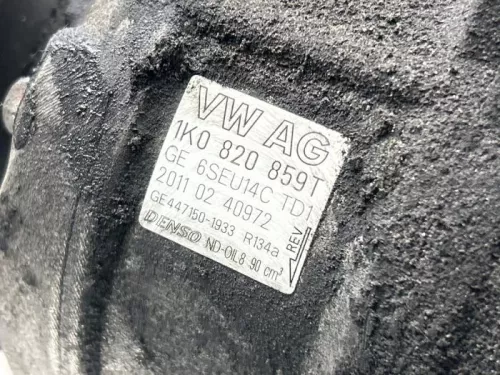 VW AG
1K0 820 859T
GE 6SEU14C TD1
2011 02 40972
GE447150-1933 R134a
DENSO ND-OIL8 90 cm³
REV